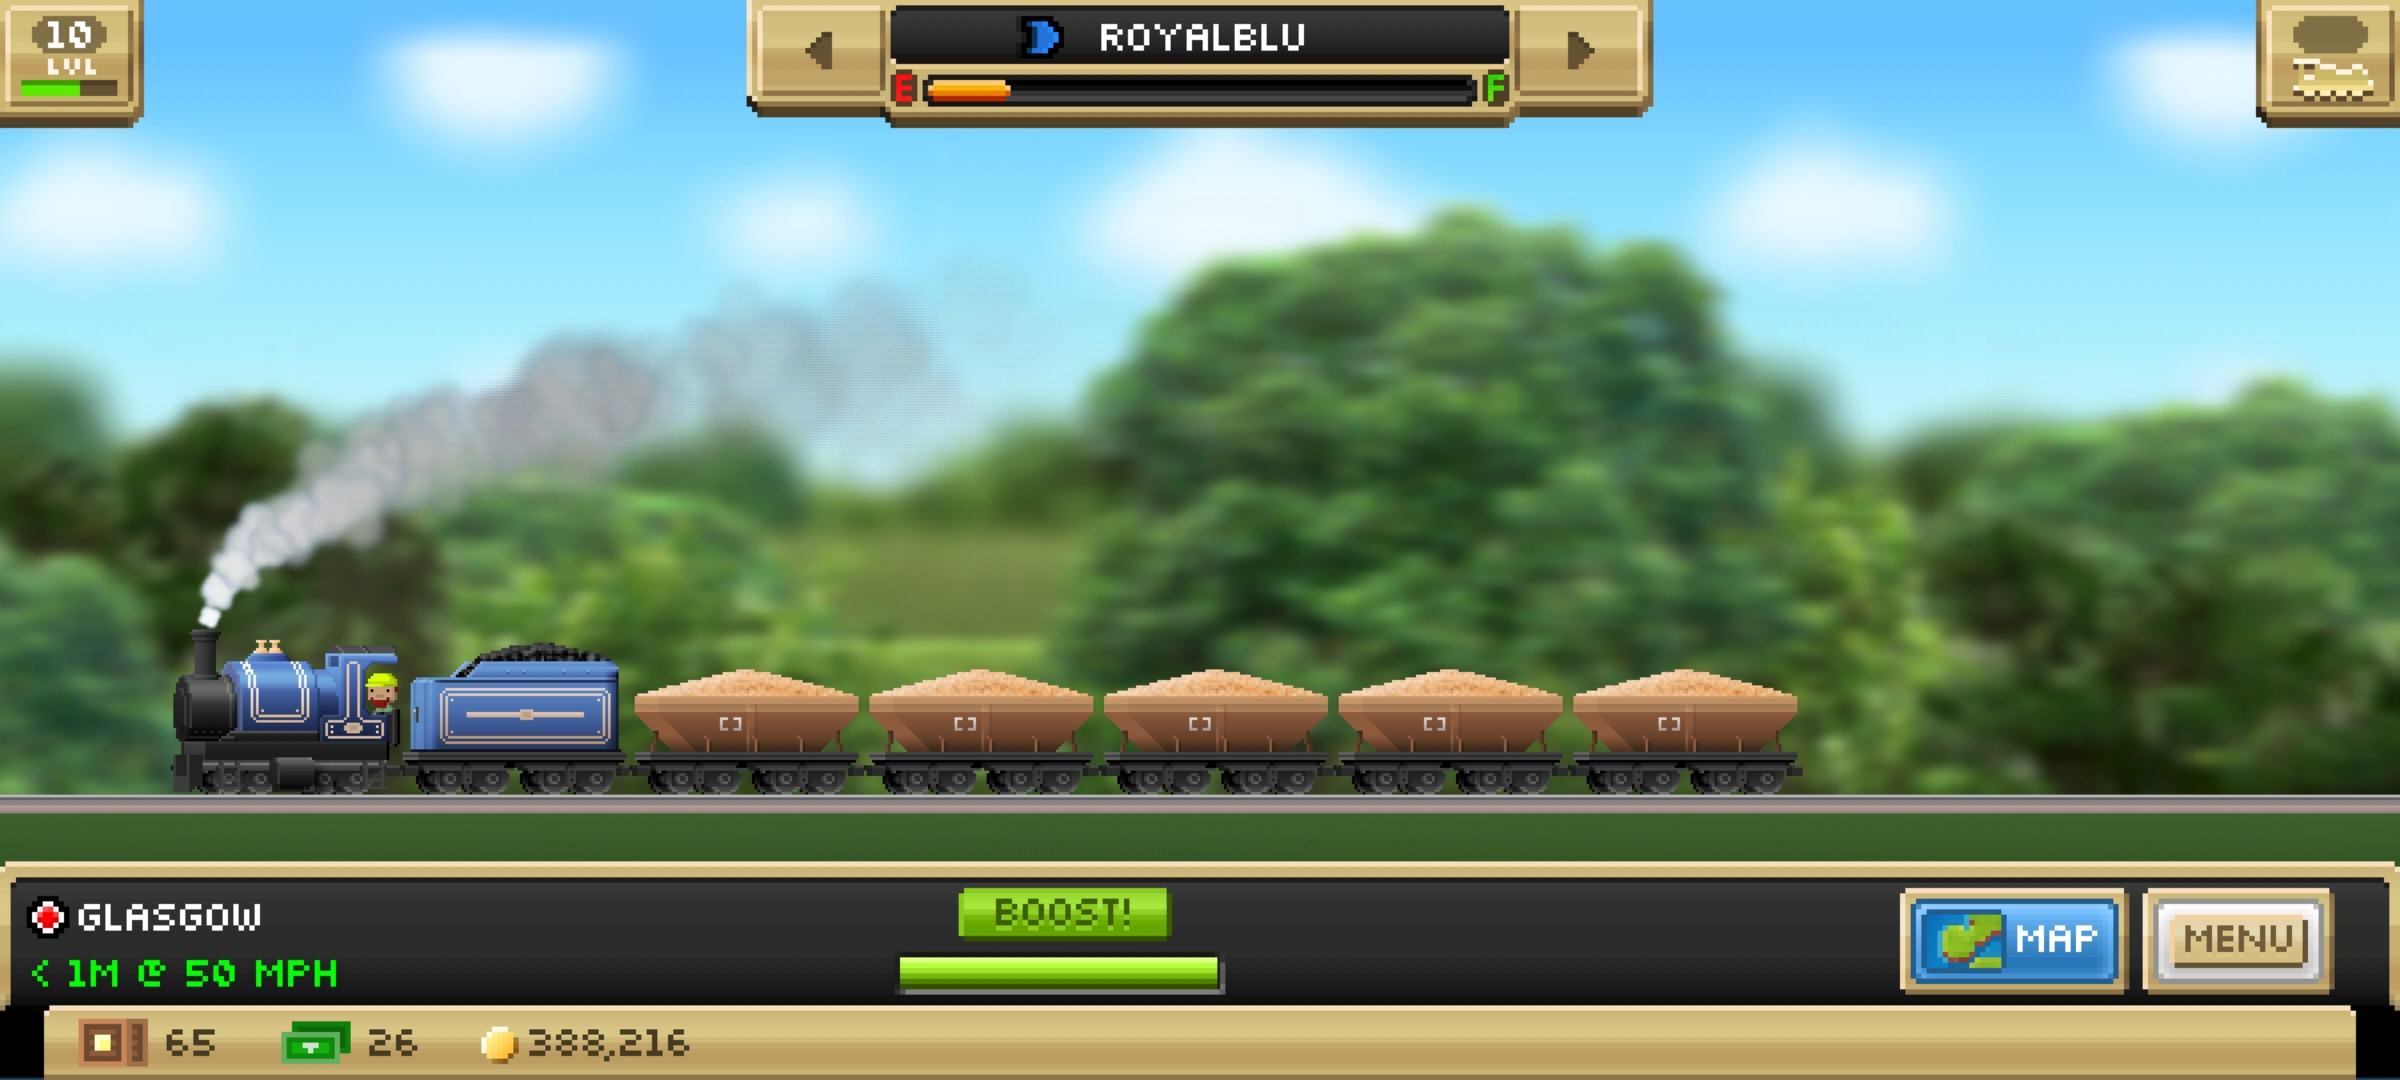 10
LVL
ROYALBLU
E F
GLASGOW
BOOST!
< 1M @ 50 MPH
MAP
MENU
65 26 388,216